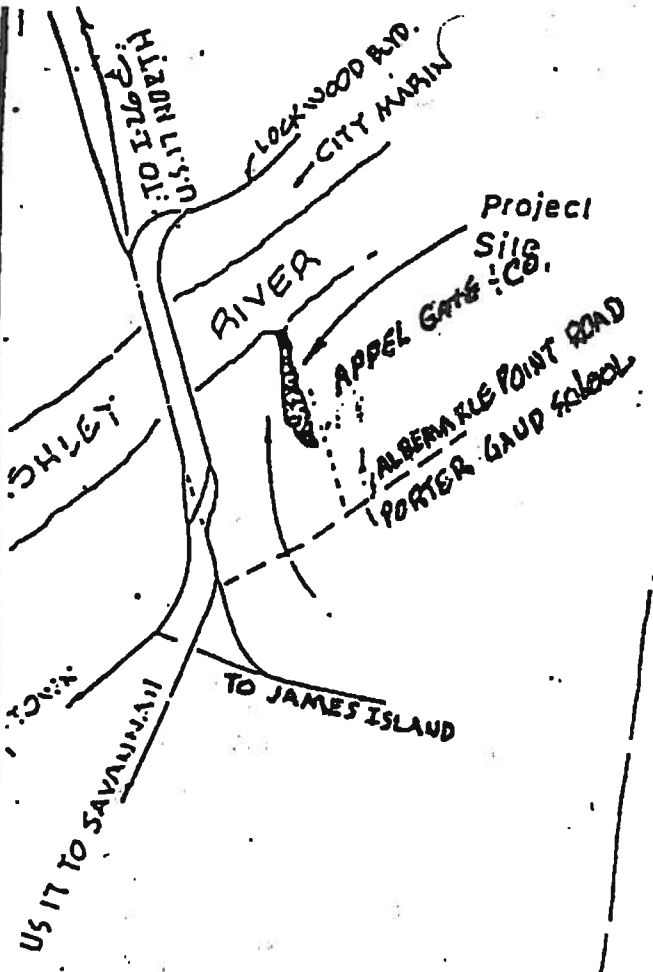 TO I-26 &
U.S. 17 NORTH
LOCKWOOD BLVD.
CITY MARIN
Project
Site
RIVER
APPEL GATE & CO.
SHLEY
ALBEMARLE POINT ROAD
PORTER GAUD SCHOOL
TO JAMES ISLAND
US 17 TO SAVANNAH